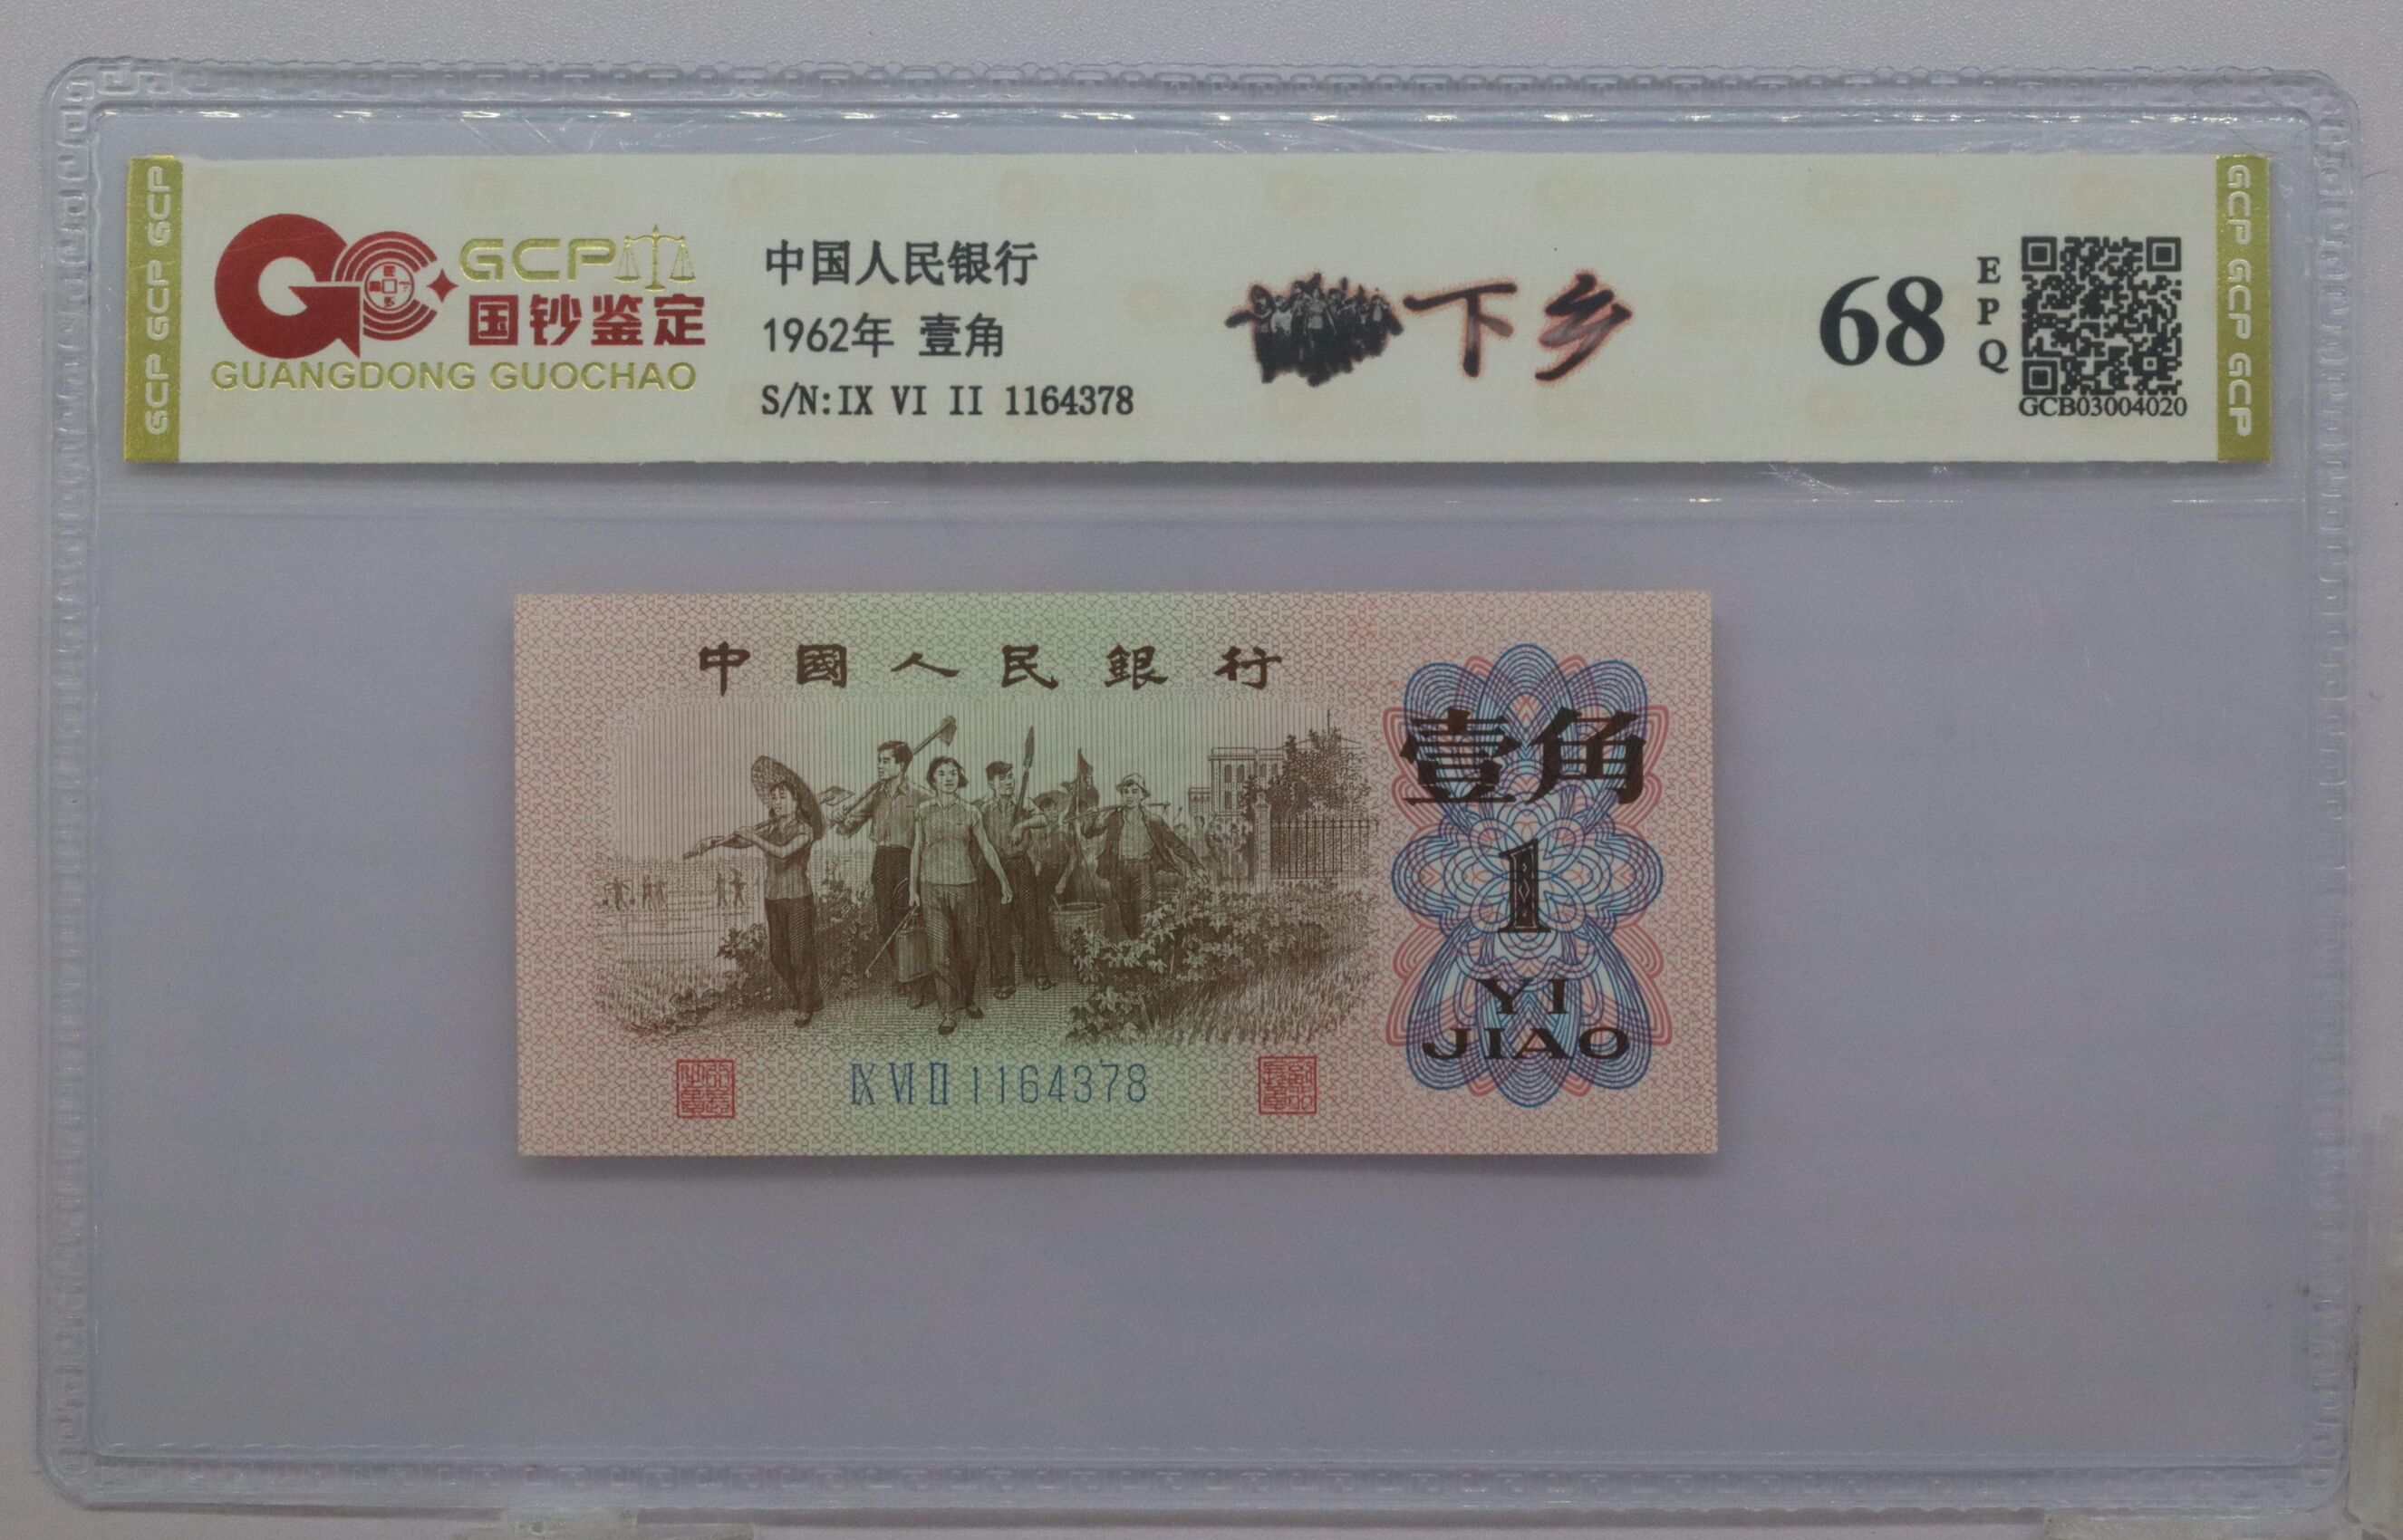 GCP GCP GCP
GCP
国钞鉴定
GUANGDONG GUOCHAO
中国人民银行
1962年 壹角
S/N:IX VI II 1164378
下乡
68
E
P
Q
GCB03004020
GCP GCP GCP GCP
中國人民銀行
壹角
1
YI
JIAO
IX VI II 1164378